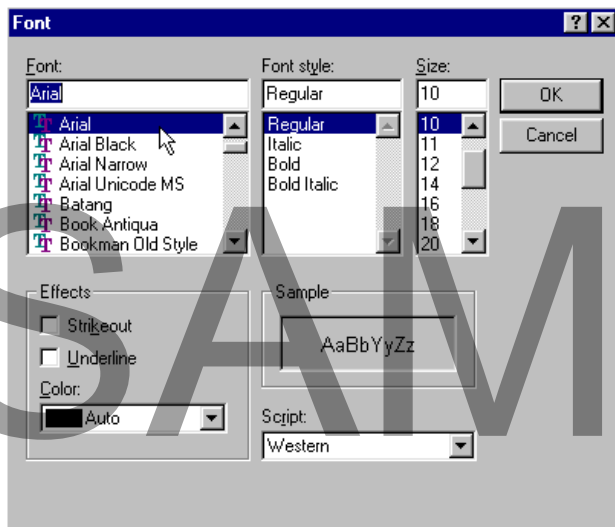 Font
Font:
Arial
Arial
Arial Black
Arial Narrow
Arial Unicode MS
Batang
Book Antiqua
Bookman Old Style
Font style:
Regular
Regular
Italic
Bold
Bold Italic
Size:
10
10
11
12
14
16
18
20
OK
Cancel
Effects
Strikeout
Underline
Color:
Auto
Sample
AaBbYyZz
Script:
Western
SAM